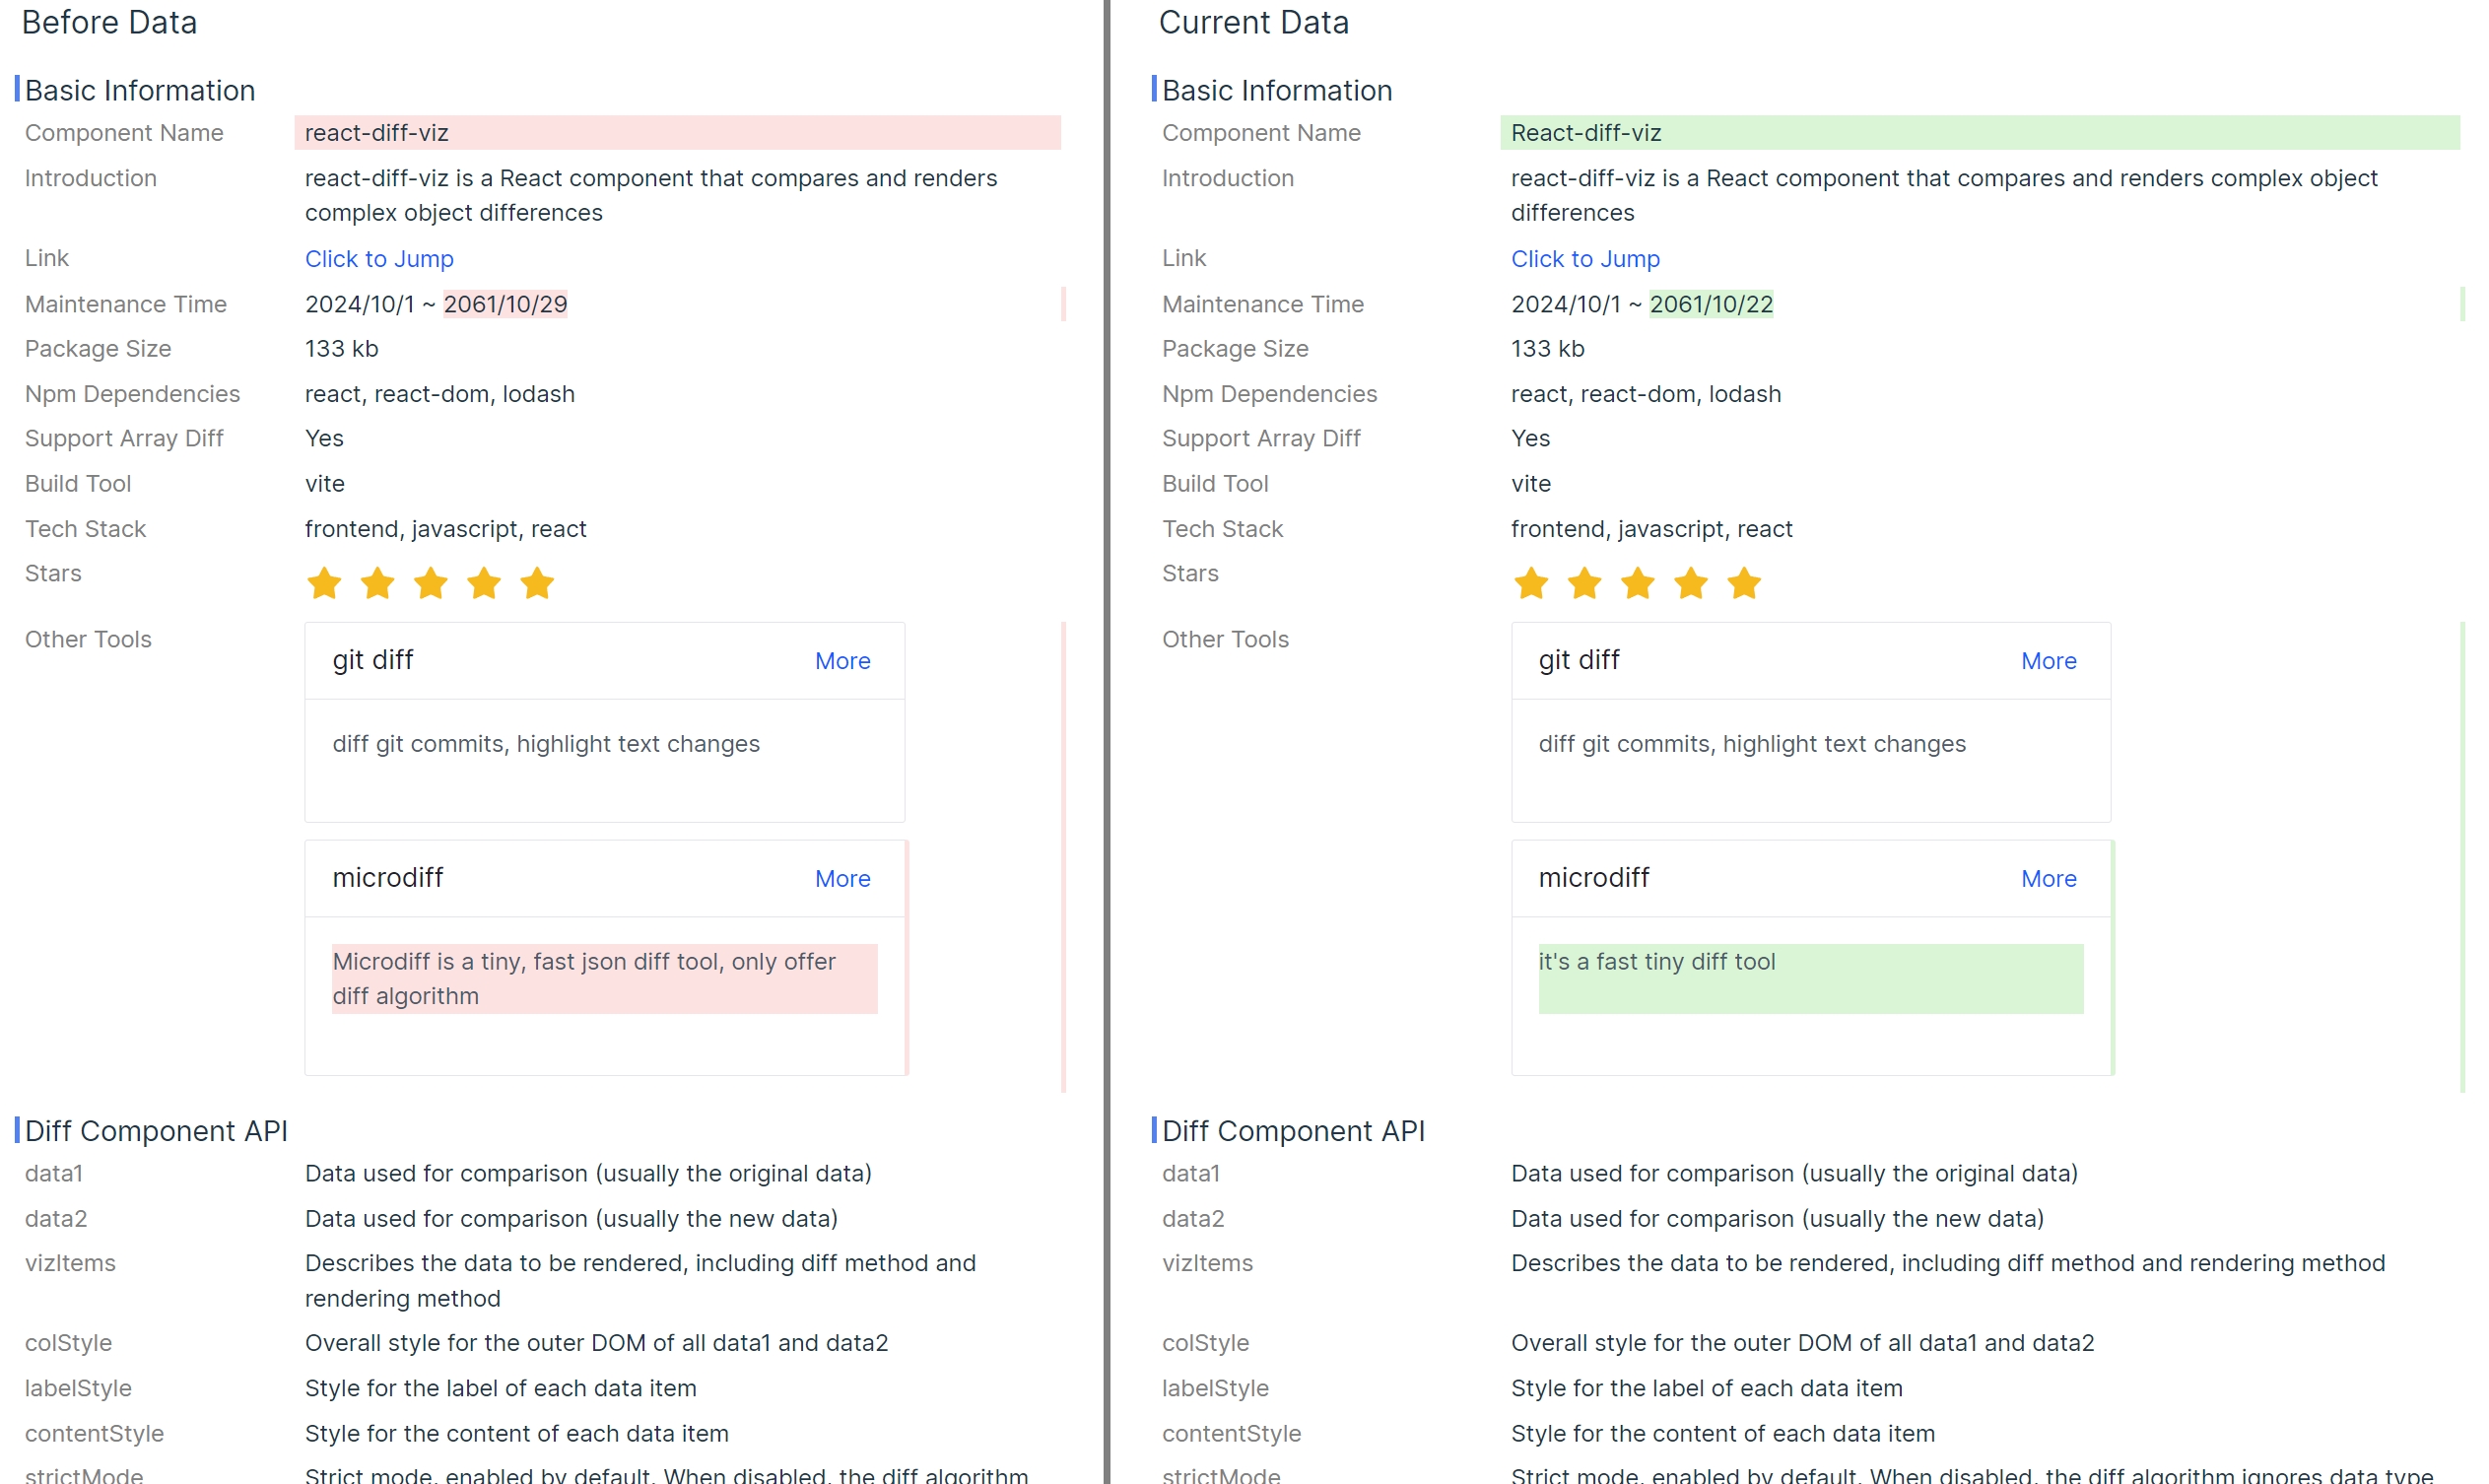 Before Data
Basic Information
Component Name react-diff-viz
Introduction react-diff-viz is a React component that compares and renders
complex object differences
Link Click to Jump
Maintenance Time 2024/10/1 ~ 2061/10/29
Package Size 133 kb
Npm Dependencies react, react-dom, lodash
Support Array Diff Yes
Build Tool vite
Tech Stack frontend, javascript, react
Stars
Other Tools
git diff More
diff git commits, highlight text changes
microdiff More
Microdiff is a tiny, fast json diff tool, only offer
diff algorithm
Diff Component API
data1 Data used for comparison (usually the original data)
data2 Data used for comparison (usually the new data)
vizItems Describes the data to be rendered, including diff method and
rendering method
colStyle Overall style for the outer DOM of all data1 and data2
labelStyle Style for the label of each data item
contentStyle Style for the content of each data item
strictMode Strict mode, enabled by default. When disabled, the diff algorithm
Current Data
Basic Information
Component Name React-diff-viz
Introduction react-diff-viz is a React component that compares and renders complex object
differences
Link Click to Jump
Maintenance Time 2024/10/1 ~ 2061/10/22
Package Size 133 kb
Npm Dependencies react, react-dom, lodash
Support Array Diff Yes
Build Tool vite
Tech Stack frontend, javascript, react
Stars
Other Tools
git diff More
diff git commits, highlight text changes
microdiff More
it's a fast tiny diff tool
Diff Component API
data1 Data used for comparison (usually the original data)
data2 Data used for comparison (usually the new data)
vizItems Describes the data to be rendered, including diff method and rendering method
colStyle Overall style for the outer DOM of all data1 and data2
labelStyle Style for the label of each data item
contentStyle Style for the content of each data item
strictMode Strict mode, enabled by default. When disabled, the diff algorithm ignores data type